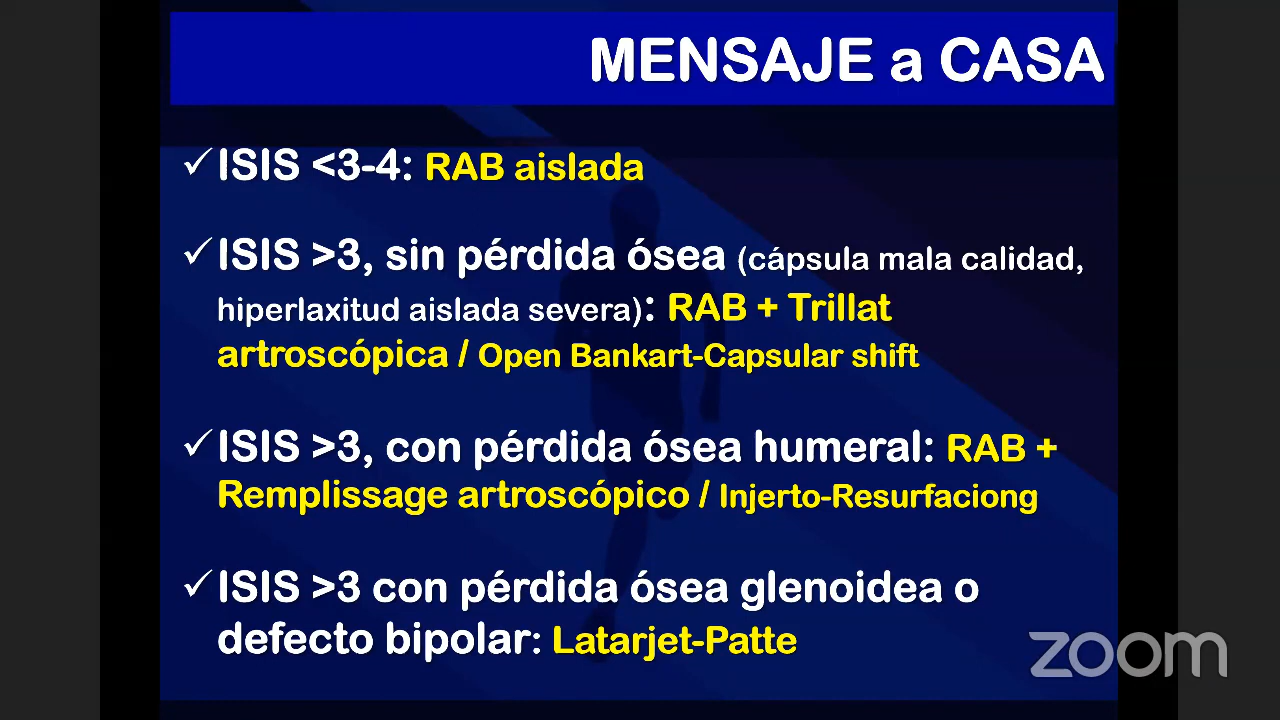 MENSAJE a CASA
✓ISIS <3-4: RAB aislada
✓ISIS >3, sin pérdida ósea (cápsula mala calidad,
hiperlaxitud aislada severa): RAB + Trillat
artroscópica / Open Bankart-Capsular shift
✓ISIS >3, con pérdida ósea humeral: RAB +
Remplissage artroscópico / Injerto-Resurfaciong
✓ISIS >3 con pérdida ósea glenoidea o
defecto bipolar: Latarjet-Patte
zoom